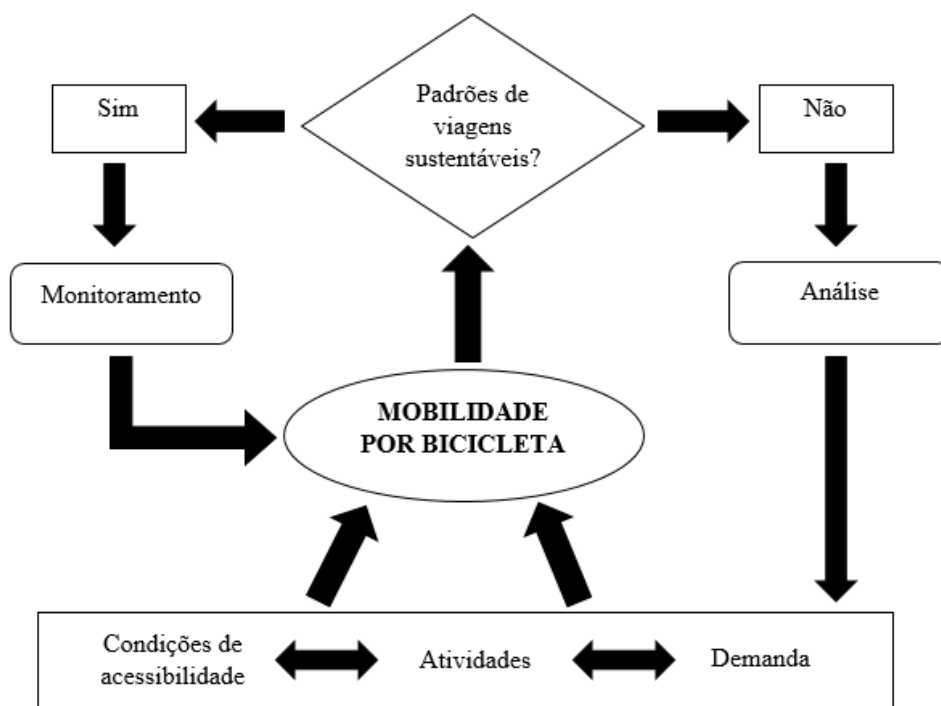 Padrões de
viagens
sustentáveis?
Sim
Não
Monitoramento
Análise
MOBILIDADE
POR BICICLETA
Condições de
acessibilidade
Atividades
Demanda